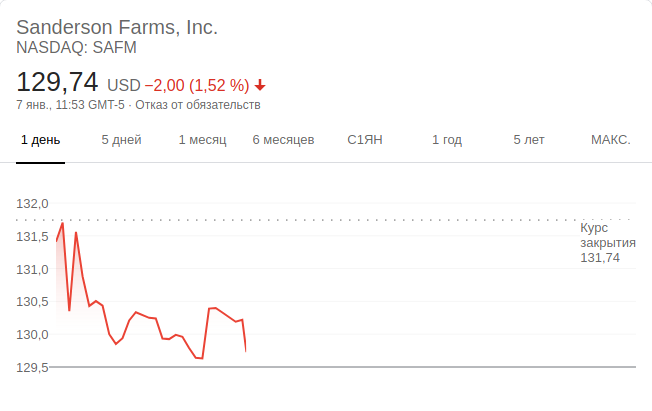 Sanderson Farms, Inc.
NASDAQ: SAFM
129,74 USD −2,00 (1,52 %)
7 янв., 11:53 GMT-5 · Отказ от обязательств
1 день 5 дней 1 месяц 6 месяцев С1ЯН 1 год 5 лет МАКС.
132,0
131,5
131,0
130,5
130,0
129,5
Курс
закрытия
131,74